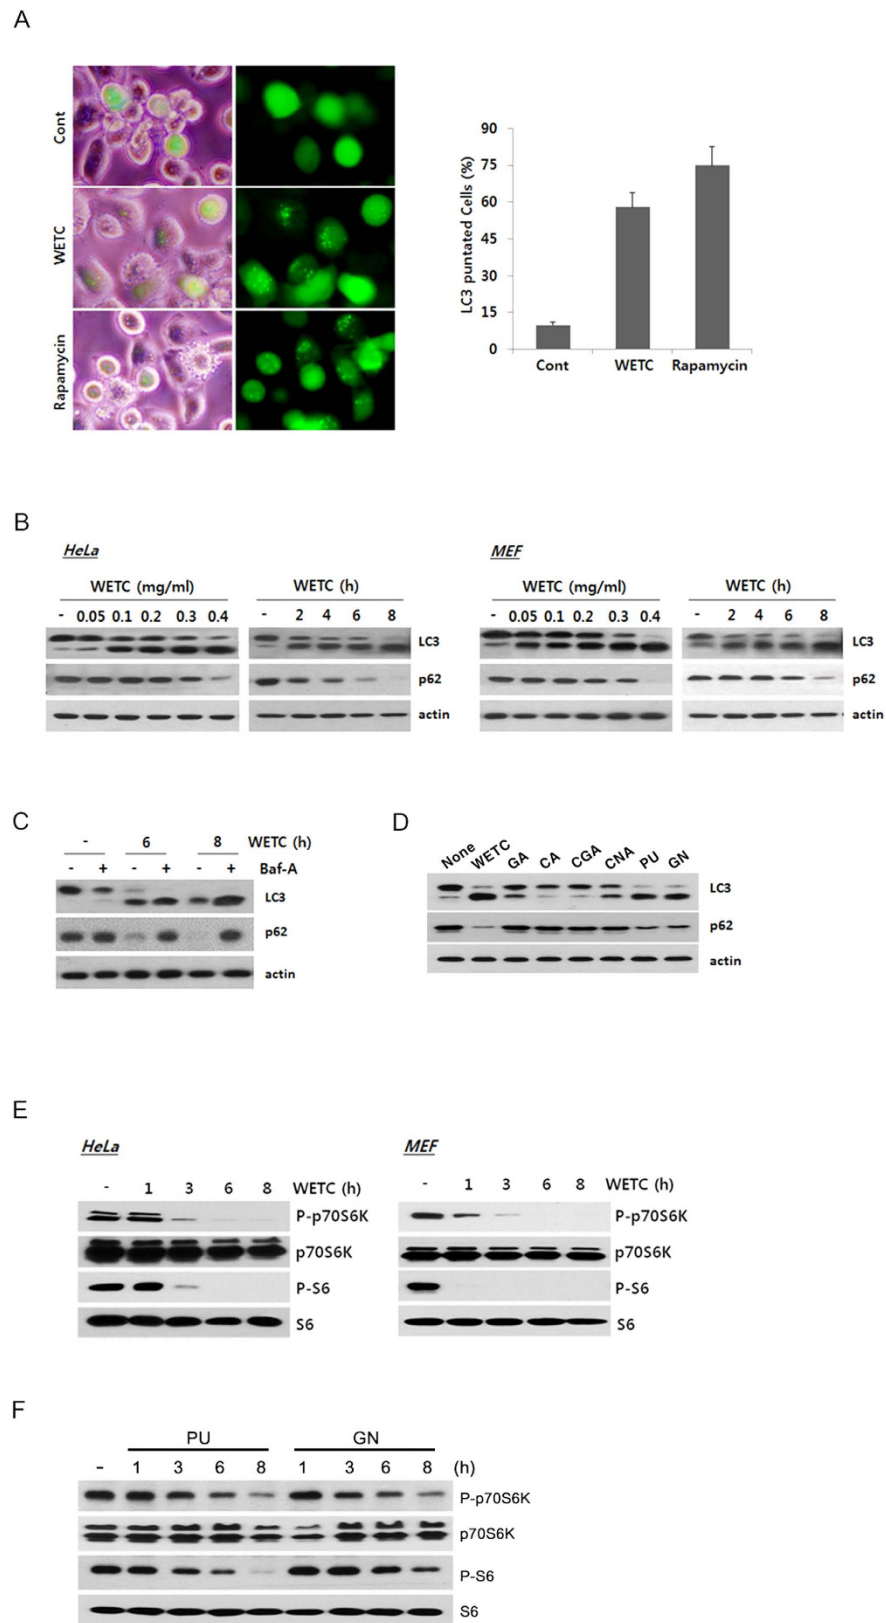 A
Cont
WETC
Rapamycin
LC3 puntated Cells (%)
90
75
60
45
30
15
0
Cont WETC Rapamycin
B
HeLa
MEF
WETC (mg/ml) WETC (h) WETC (mg/ml) WETC (h)
- 0.05 0.1 0.2 0.3 0.4 - 2 4 6 8 - 0.05 0.1 0.2 0.3 0.4 - 2 4 6 8
LC3 LC3
p62 p62
actin actin
C
- 6 8 WETC (h)
- + - + - + Baf-A
LC3
p62
actin
D
None WETC GA CA CGA CNA PU GN
LC3
p62
actin
E
HeLa
MEF
- 1 3 6 8 WETC (h) - 1 3 6 8 WETC (h)
P-p70S6K P-p70S6K
p70S6K p70S6K
P-S6 P-S6
S6 S6
F
PU GN
- 1 3 6 8 1 3 6 8 (h)
P-p70S6K
p70S6K
P-S6
S6